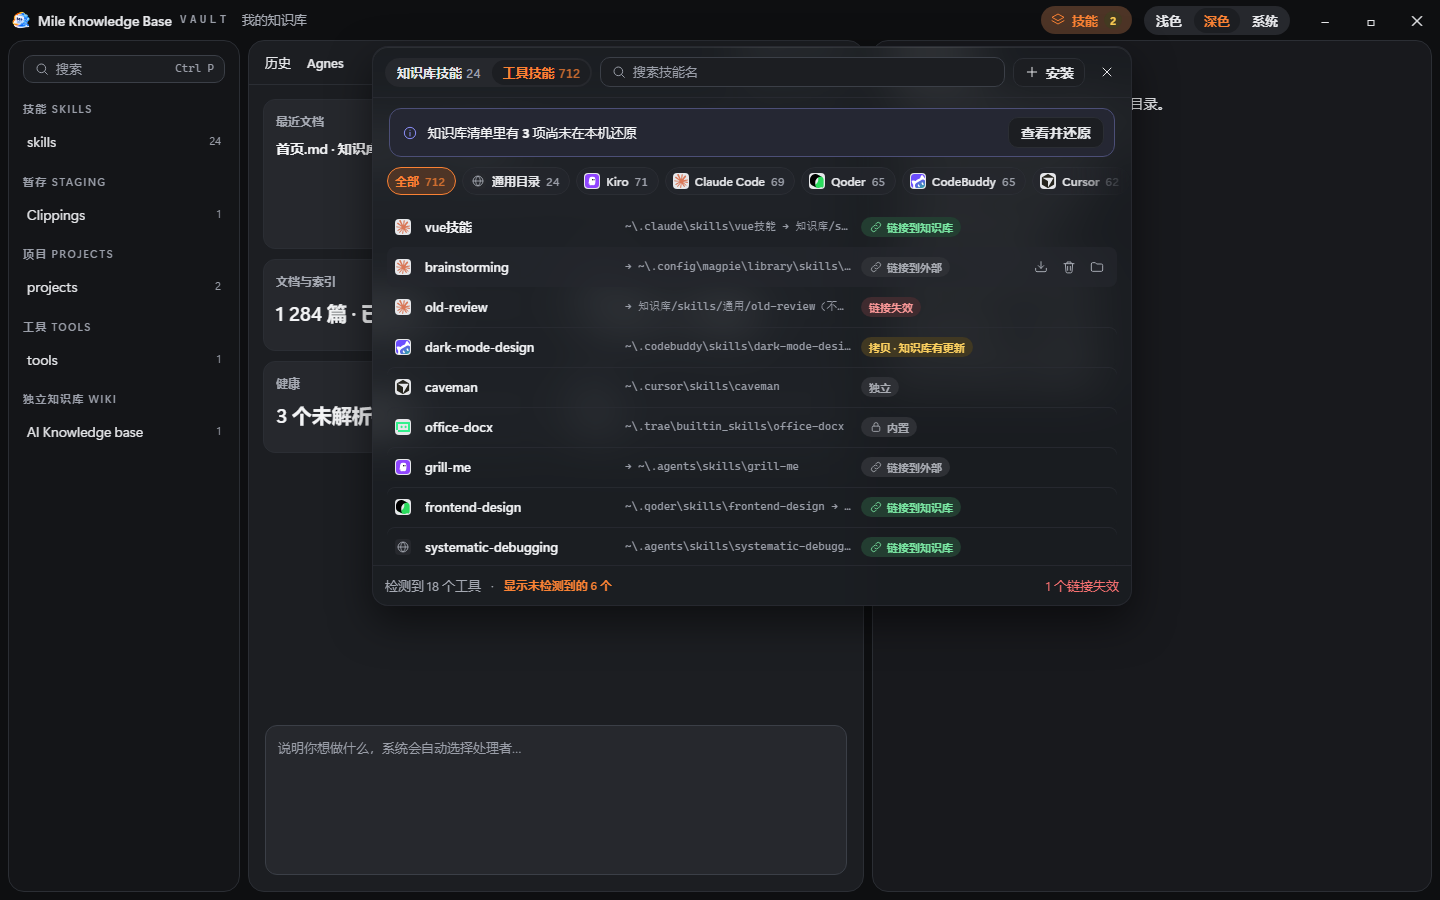 Mile Knowledge Base VAULT 我的知识库
技能 2
浅色 深色 系统
搜索 Ctrl P
技能 SKILLS
skills 24
暂存 STAGING
Clippings 1
项目 PROJECTS
projects 2
工具 TOOLS
tools 1
独立知识库 WIKI
AI Knowledge base 1
历史 Agnes
最近文档
首页.md · 知识库
文档与索引
1 284 篇 · 已
健康
3 个未解析
说明你想做什么，系统会自动选择处理者...
目录。
知识库技能 24 工具技能 712 搜索技能名 安装
知识库清单里有 3 项尚未在本机还原 查看并还原
全部 712 通用目录 24 Kiro 71 Claude Code 69 Qoder 65 CodeBuddy 65 Cursor 62
vue技能 ~\.claude\skills\vue技能 → 知识库/s… 链接到知识库
brainstorming → ~\.config\magpie\library\skills\… 链接到外部
old-review → 知识库/skills/通用/old-review（不… 链接失效
dark-mode-design ~\.codebuddy\skills\dark-mode-desi… 拷贝 · 知识库有更新
caveman ~\.cursor\skills\caveman 独立
office-docx ~\.trae\builtin_skills\office-docx 内置
grill-me → ~\.agents\skills\grill-me 链接到外部
frontend-design ~\.qoder\skills\frontend-design → … 链接到知识库
systematic-debugging ~\.agents\skills\systematic-debugg… 链接到知识库
检测到 18 个工具 · 显示未检测到的 6 个 1 个链接失效